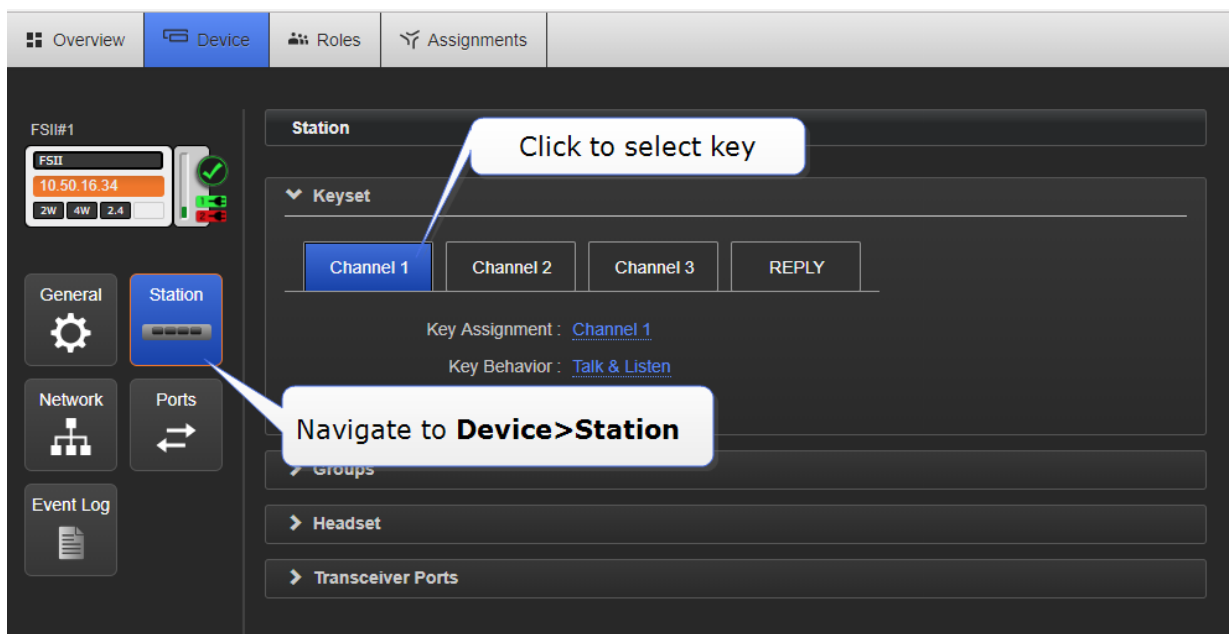 Overview
Device
Roles
Assignments
FSII#1
FSII
10.50.16.34
2W 4W 2.4
1
2
General
Station
Network
Ports
Event Log
Station
Click to select key
Keyset
Channel 1
Channel 2
Channel 3
REPLY
Key Assignment : Channel 1
Key Behavior : Talk & Listen
Navigate to Device>Station
Groups
Headset
Transceiver Ports